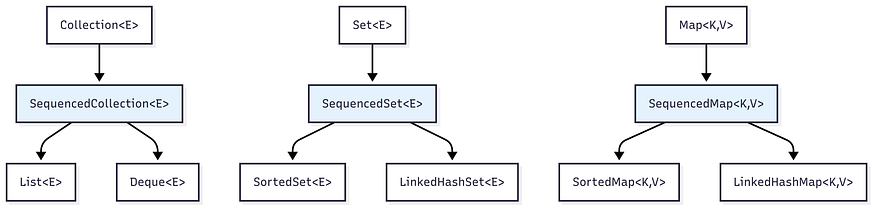 Collection<E>
Set<E>
Map<K,V>
SequencedCollection<E>
SequencedSet<E>
SequencedMap<K,V>
List<E>
Deque<E>
SortedSet<E>
LinkedHashSet<E>
SortedMap<K,V>
LinkedHashMap<K,V>